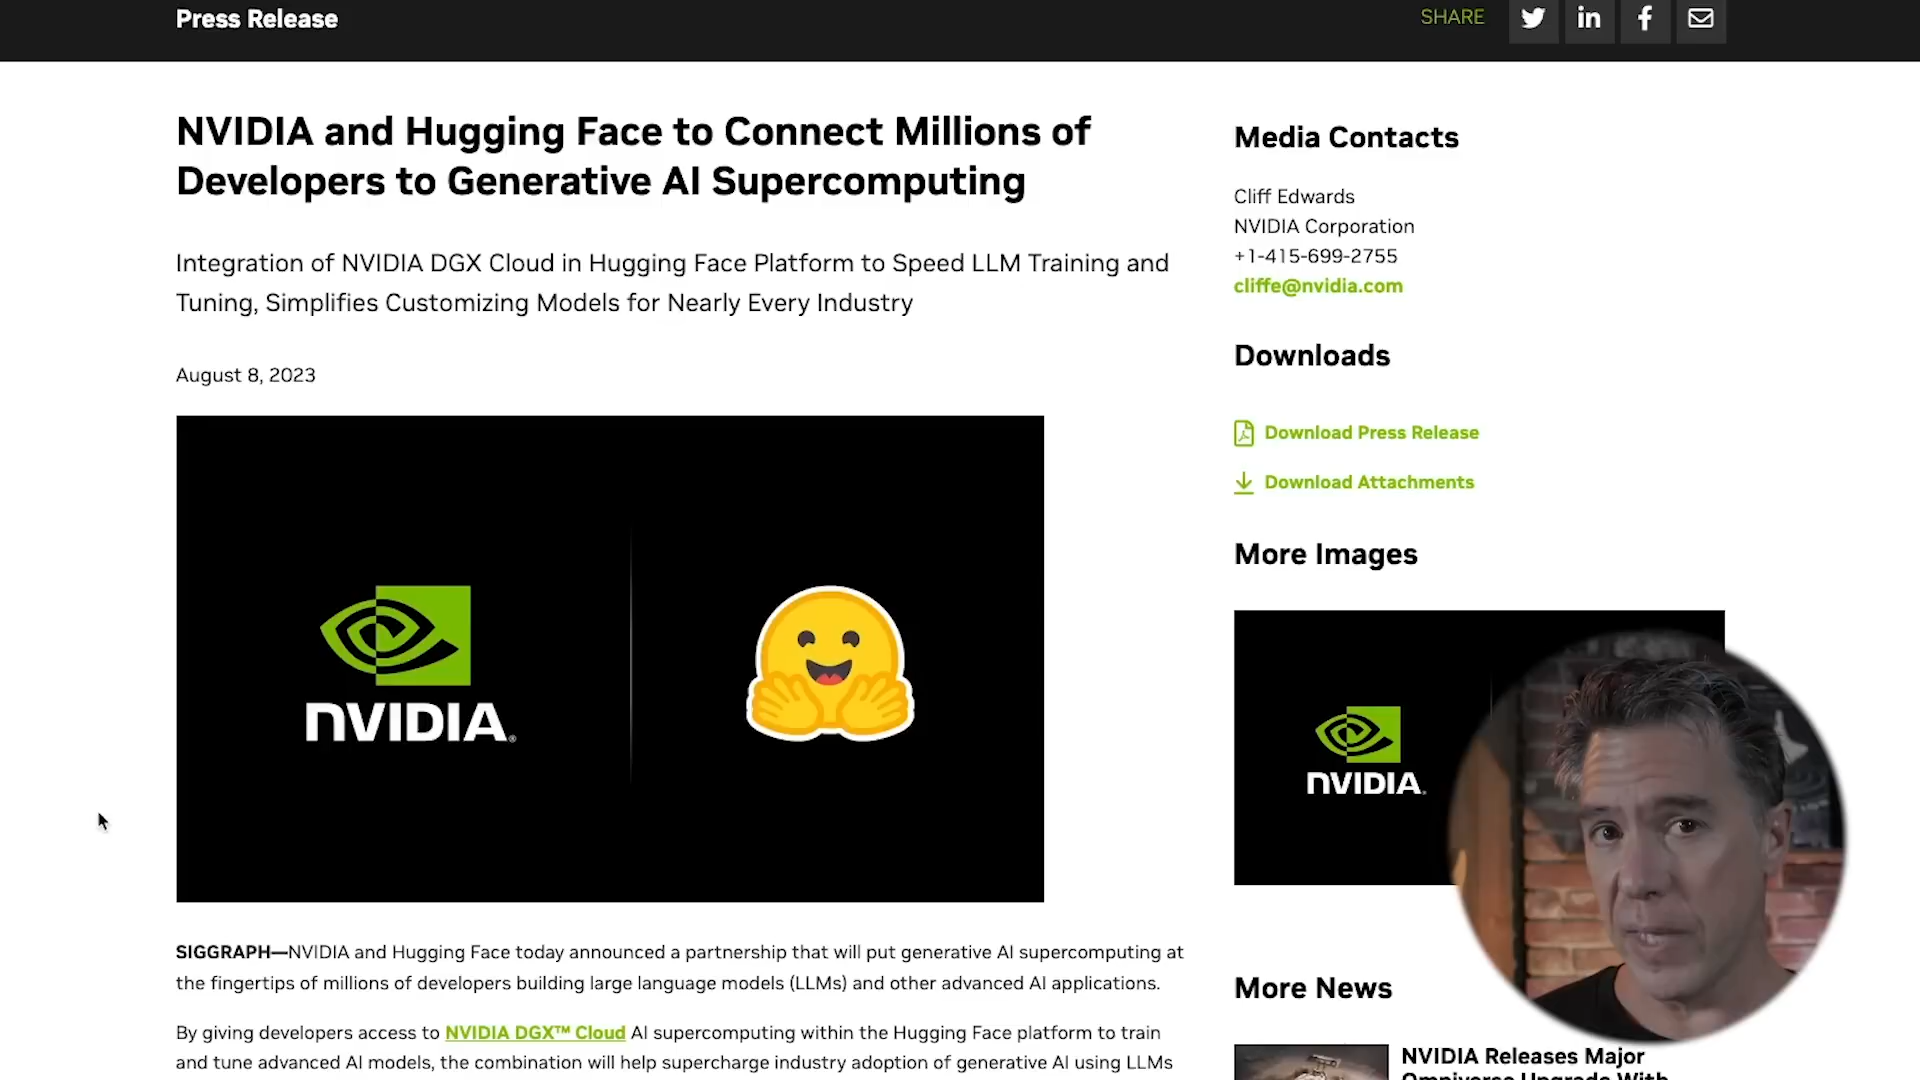 Press Release
SHARE
NVIDIA and Hugging Face to Connect Millions of
Developers to Generative AI Supercomputing
Integration of NVIDIA DGX Cloud in Hugging Face Platform to Speed LLM Training and
Tuning, Simplifies Customizing Models for Nearly Every Industry
August 8, 2023
NVIDIA.
SIGGRAPH—NVIDIA and Hugging Face today announced a partnership that will put generative AI supercomputing at
the fingertips of millions of developers building large language models (LLMs) and other advanced AI applications.
By giving developers access to NVIDIA DGX™ Cloud AI supercomputing within the Hugging Face platform to train
and tune advanced AI models, the combination will help supercharge industry adoption of generative AI using LLMs
Media Contacts
Cliff Edwards
NVIDIA Corporation
+1-415-699-2755
cliffe@nvidia.com
Downloads
Download Press Release
Download Attachments
More Images
NVIDIA.
More News
NVIDIA Releases Major
Omniverse Upgrade With